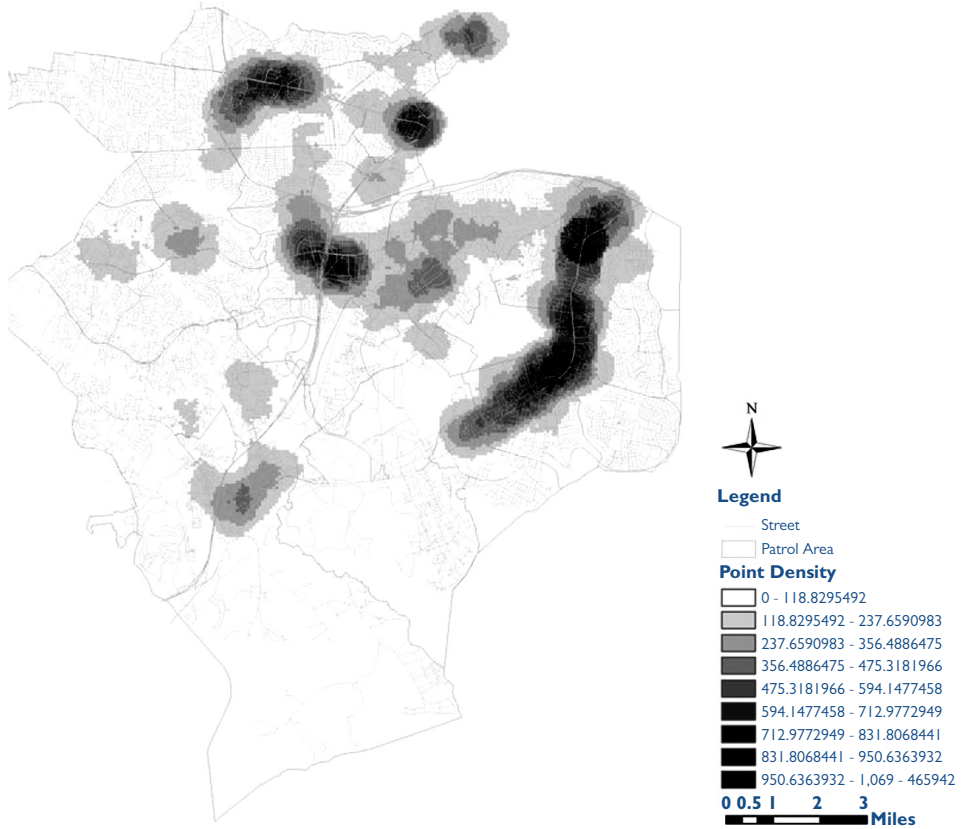 N
Legend
Street
Patrol Area
Point Density
0 - 118.8295492
118.8295492 - 237.6590983
237.6590983 - 356.4886475
356.4886475 - 475.3181966
475.3181966 - 594.1477458
594.1477458 - 712.9772949
712.9772949 - 831.8068441
831.8068441 - 950.6363932
950.6363932 - 1,069 - 465942
0 0.5 1 2 3
Miles